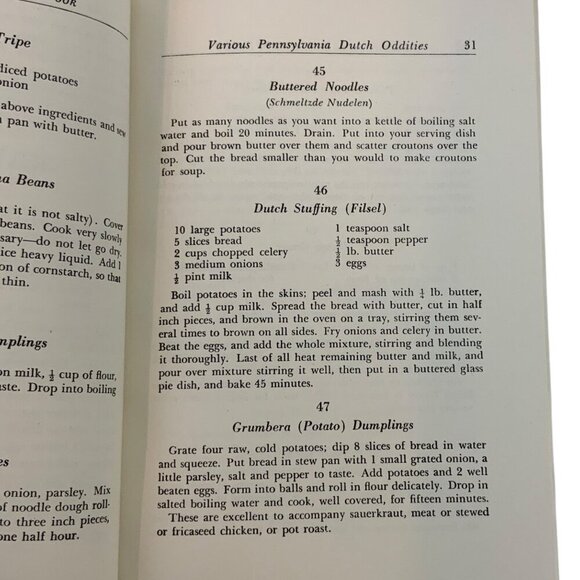 OOK
Tripe
diced potatoes
onion
above ingredients and sew
n pan with butter.
na Beans
at it is not salty). Cover
beans. Cook very slowly
sary—do not let go dry.
ice heavy liquid. Add 1
on of cornstarch, so that
thin.
umplings
on milk, ½ cup of flour,
taste. Drop into boiling
es
onion, parsley. Mix
of noodle dough roll-
to three inch pieces,
one half hour.
Various Pennsylvania Dutch Oddities 31
45
Buttered Noodles
(Schmeltzde Nudelen)
Put as many noodles as you want into a kettle of boiling salt
water and boil 20 minutes. Drain. Put into your serving dish
and pour brown butter over them and scatter croutons over the
top. Cut the bread smaller than you would to make croutons
for soup.
46
Dutch Stuffing (Filsel)
10 large potatoes
5 slices bread
2 cups chopped celery
3 medium onions
½ pint milk
1 teaspoon salt
½ teaspoon pepper
½ lb. butter
3 eggs
Boil potatoes in the skins; peel and mash with ¼ lb. butter,
and add ½ cup milk. Spread the bread with butter, cut in half
inch pieces, and brown in the oven on a tray, stirring them sev-
eral times to brown on all sides. Fry onions and celery in butter.
Beat the eggs, and add the whole mixture, stirring and blending
it thoroughly. Last of all heat remaining butter and milk, and
pour over mixture stirring it well, then put in a buttered glass
pie dish, and bake 45 minutes.
47
Grumbera (Potato) Dumplings
Grate four raw, cold potatoes; dip 8 slices of bread in water
and squeeze. Put bread in stew pan with 1 small grated onion, a
little parsley, salt and pepper to taste. Add potatoes and 2 well
beaten eggs. Form into balls and roll in flour delicately. Drop in
salted boiling water and cook, well covered, for fifteen minutes.
These are excellent to accompany sauerkraut, meat or stewed
or fricaseed chicken, or pot roast.